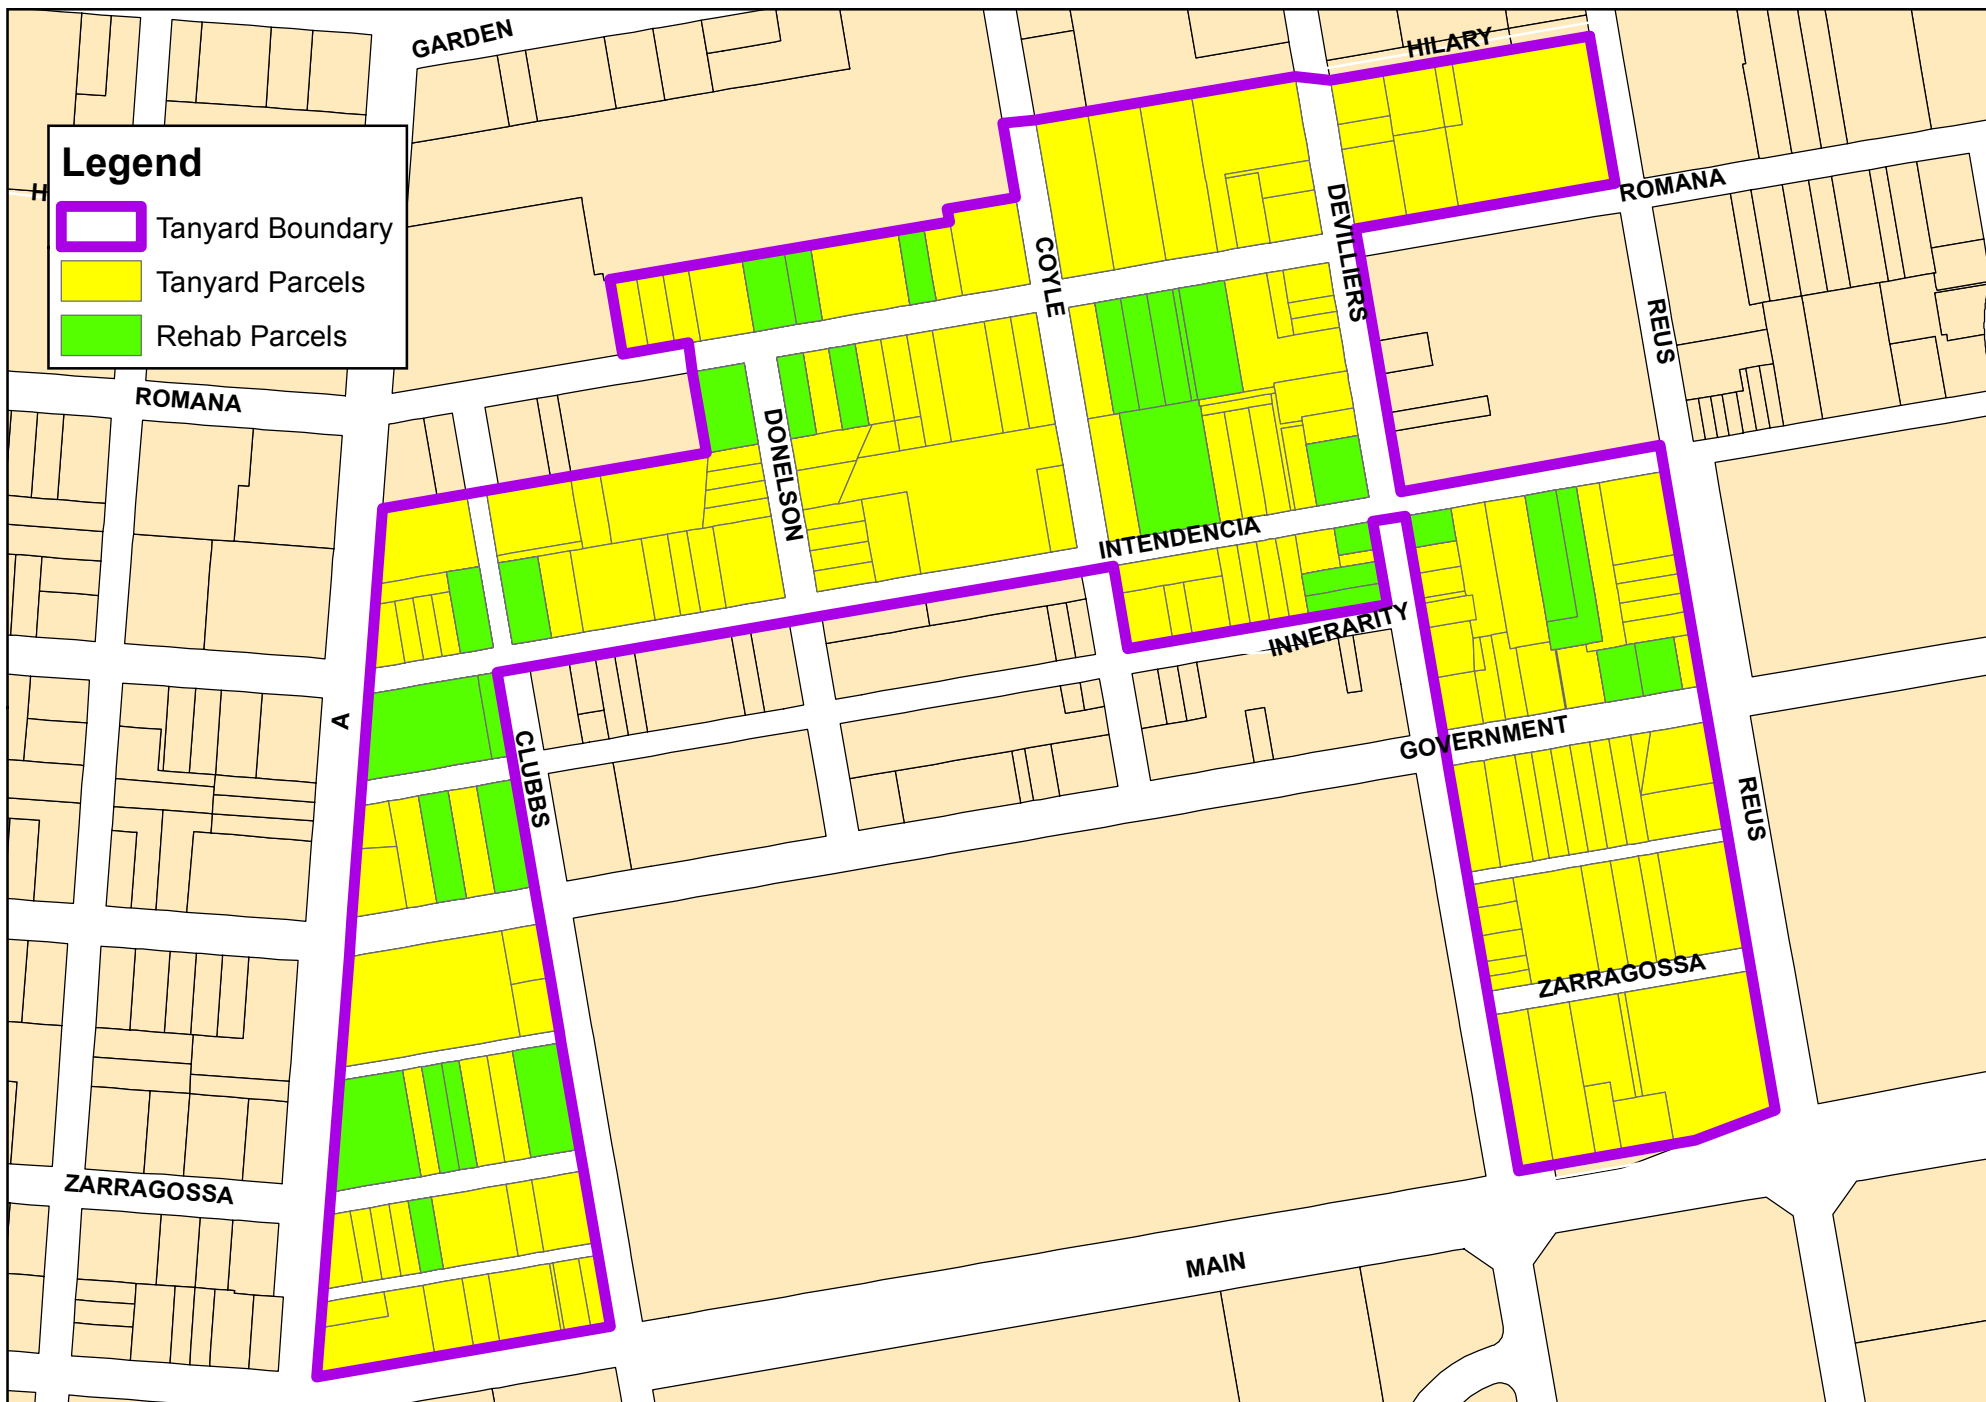 GARDEN
HILARY
Legend
Tanyard Boundary
Tanyard Parcels
Rehab Parcels
H
ROMANA
DEVILLIERS
COYLE
REUS
ROMANA
DONELSON
INTENDENCIA
INNERARITY
A
CLUBBS
GOVERNMENT
REUS
ZARRAGOSSA
ZARRAGOSSA
MAIN